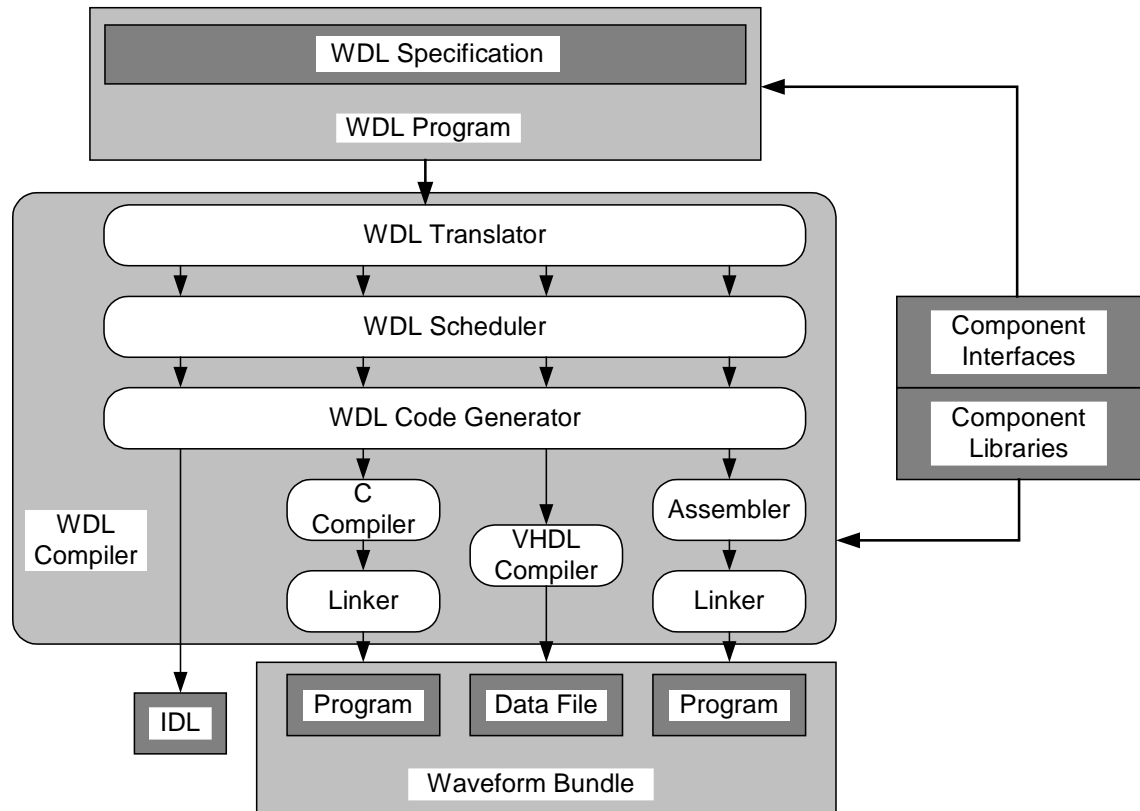 WDL Specification
WDL Program
WDL Translator
WDL Scheduler
Component
Interfaces
WDL Code Generator
Component
Libraries
C
Compiler
Assembler
WDL
Compiler
VHDL
Compiler
Linker
Linker
IDL
Program
Data File
Program
Waveform Bundle